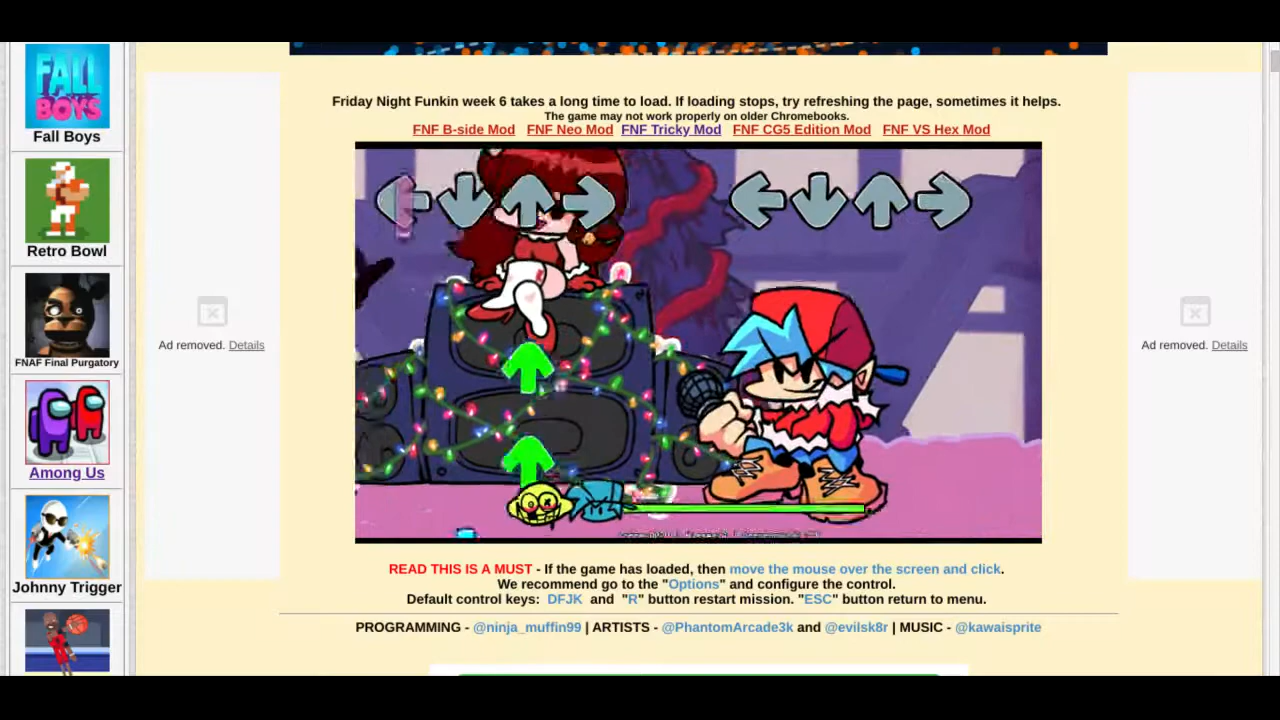 FALL
BOYS
Fall Boys
Retro Bowl
FNAF Final Purgatory
Among Us
Johnny Trigger
Ad removed. Details
Friday Night Funkin week 6 takes a long time to load. If loading stops, try refreshing the page, sometimes it helps.
The game may not work properly on older Chromebooks.
FNF B-side Mod FNF Neo Mod FNF Tricky Mod FNF CG5 Edition Mod FNF VS Hex Mod
READ THIS IS A MUST - If the game has loaded, then move the mouse over the screen and click.
We recommend go to the "Options" and configure the control.
Default control keys: DFJK and "R" button restart mission. "ESC" button return to menu.
PROGRAMMING - @ninja_muffin99 | ARTISTS - @PhantomArcade3k and @evilsk8r | MUSIC - @kawaisprite
Ad removed. Details